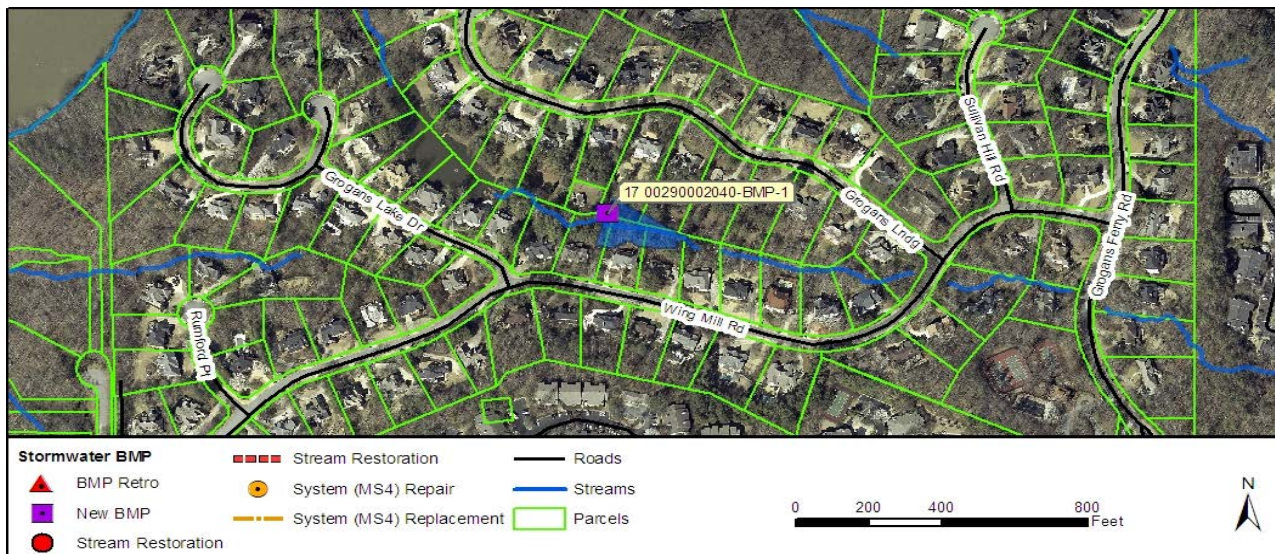 Sullivan Hill Rd
17 00290002040-BMP-1
Grogans Lake Dr
Grogans Lndg
Grogans Ferry Rd
Wing Mill Rd
Rumford Pl
Stormwater BMP
BMP Retro
New BMP
Stream Restoration
Stream Restoration
System (MS4) Repair
System (MS4) Replacement
Roads
Streams
Parcels
0 200 400 800
Feet
N